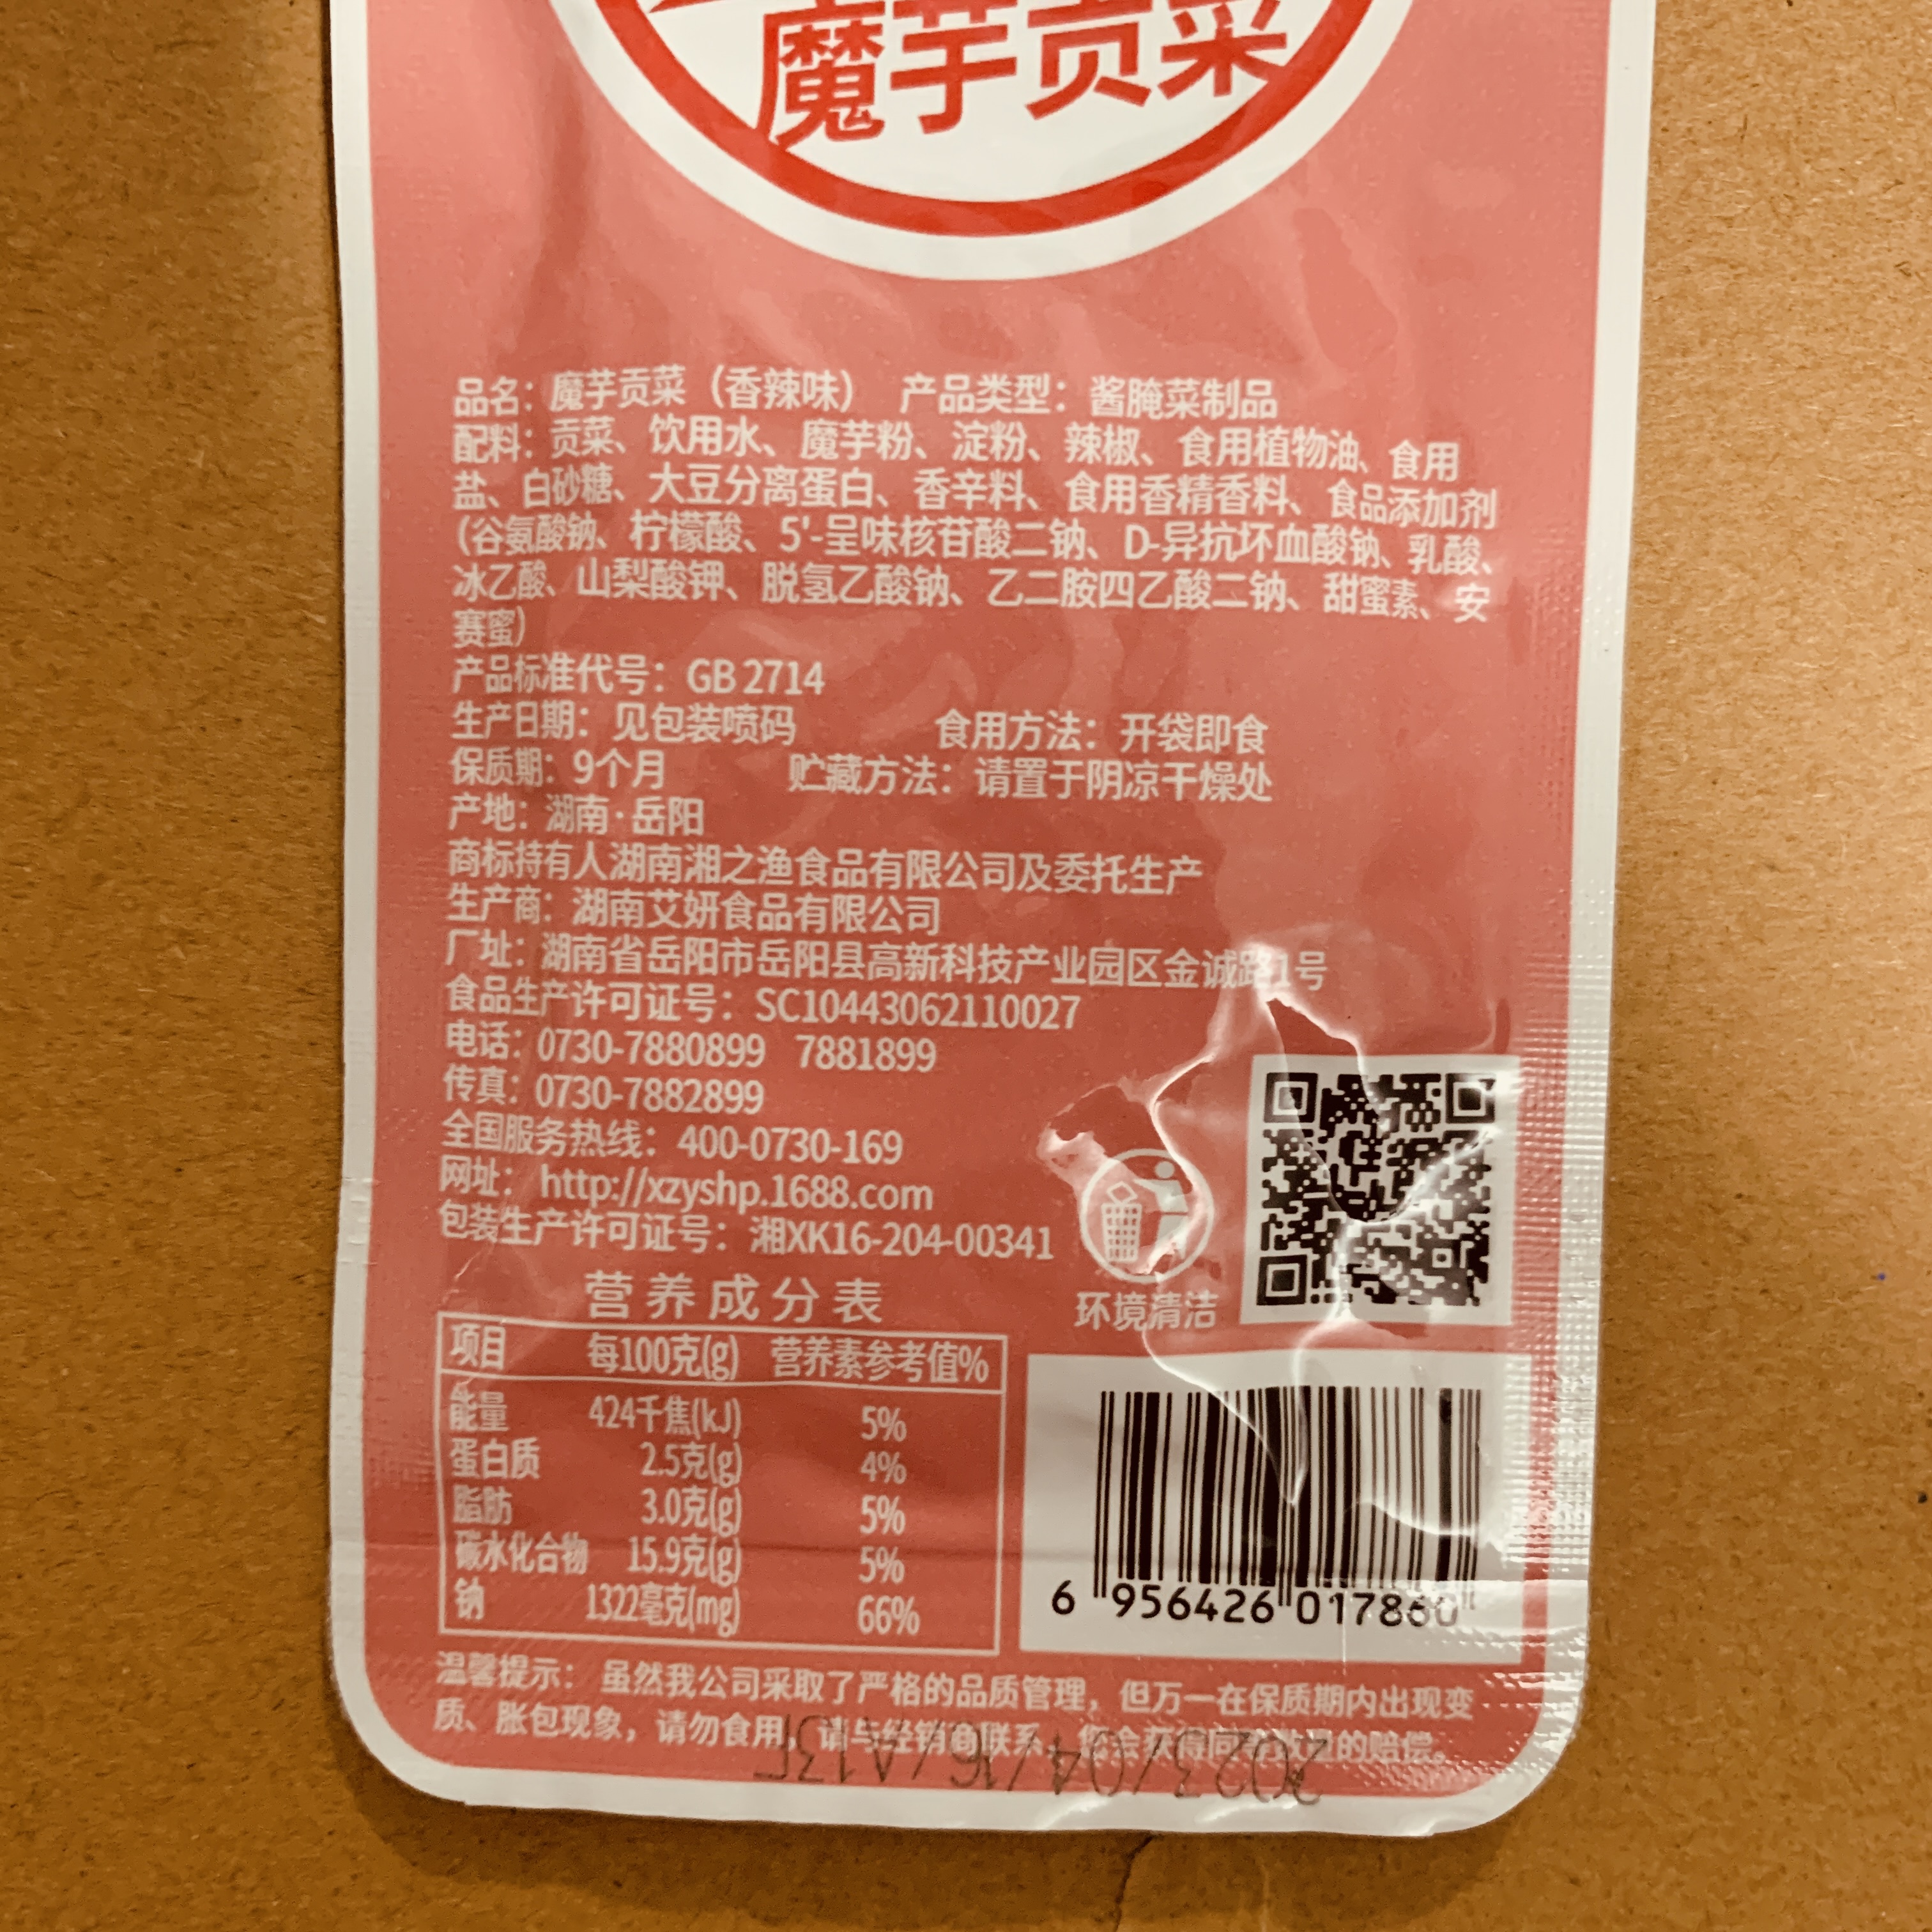 魔芋贡菜
品名：魔芋贡菜（香辣味） 产品类型：酱腌菜制品
配料：贡菜、饮用水、魔芋粉、淀粉、辣椒、食用植物油、食用
盐、白砂糖、大豆分离蛋白、香辛料、食用香精香料、食品添加剂
(谷氨酸钠、柠檬酸、5'-呈味核苷酸二钠、D-异抗坏血酸钠、乳酸、
冰乙酸、山梨酸钾、脱氢乙酸钠、乙二胺四乙酸二钠、甜蜜素、安
赛蜜)
产品标准代号：GB 2714
生产日期：见包装喷码 食用方法：开袋即食
保质期：9个月 贮藏方法：请置于阴凉干燥处
产地：湖南·岳阳
商标持有人湖南湘之渔食品有限公司及委托生产
生产商：湖南艾妍食品有限公司
厂址：湖南省岳阳市岳阳县高新科技产业园区金诚路1号
食品生产许可证号：SC10443062110027
电话：0730-7880899 7881899
传真：0730-7882899
全国服务热线：400-0730-169
网址：http://xzyshp.1688.com
包装生产许可证号：湘XK16-204-00341
环境清洁
营养成分表
项目 每100克(g) 营养素参考值%
能量 424千焦(kJ) 5%
蛋白质 2.5克(g) 4%
脂肪 3.0克(g) 5%
碳水化合物 15.9克(g) 5%
钠 1322毫克(mg) 66%
6 956426 017860
温馨提示：虽然我公司采取了严格的品质管理，但万一在保质期内出现变
质、胀包现象，请勿食用，请与经销商联系，您会获得同等数量的赔偿。
2023/04/16/A13F